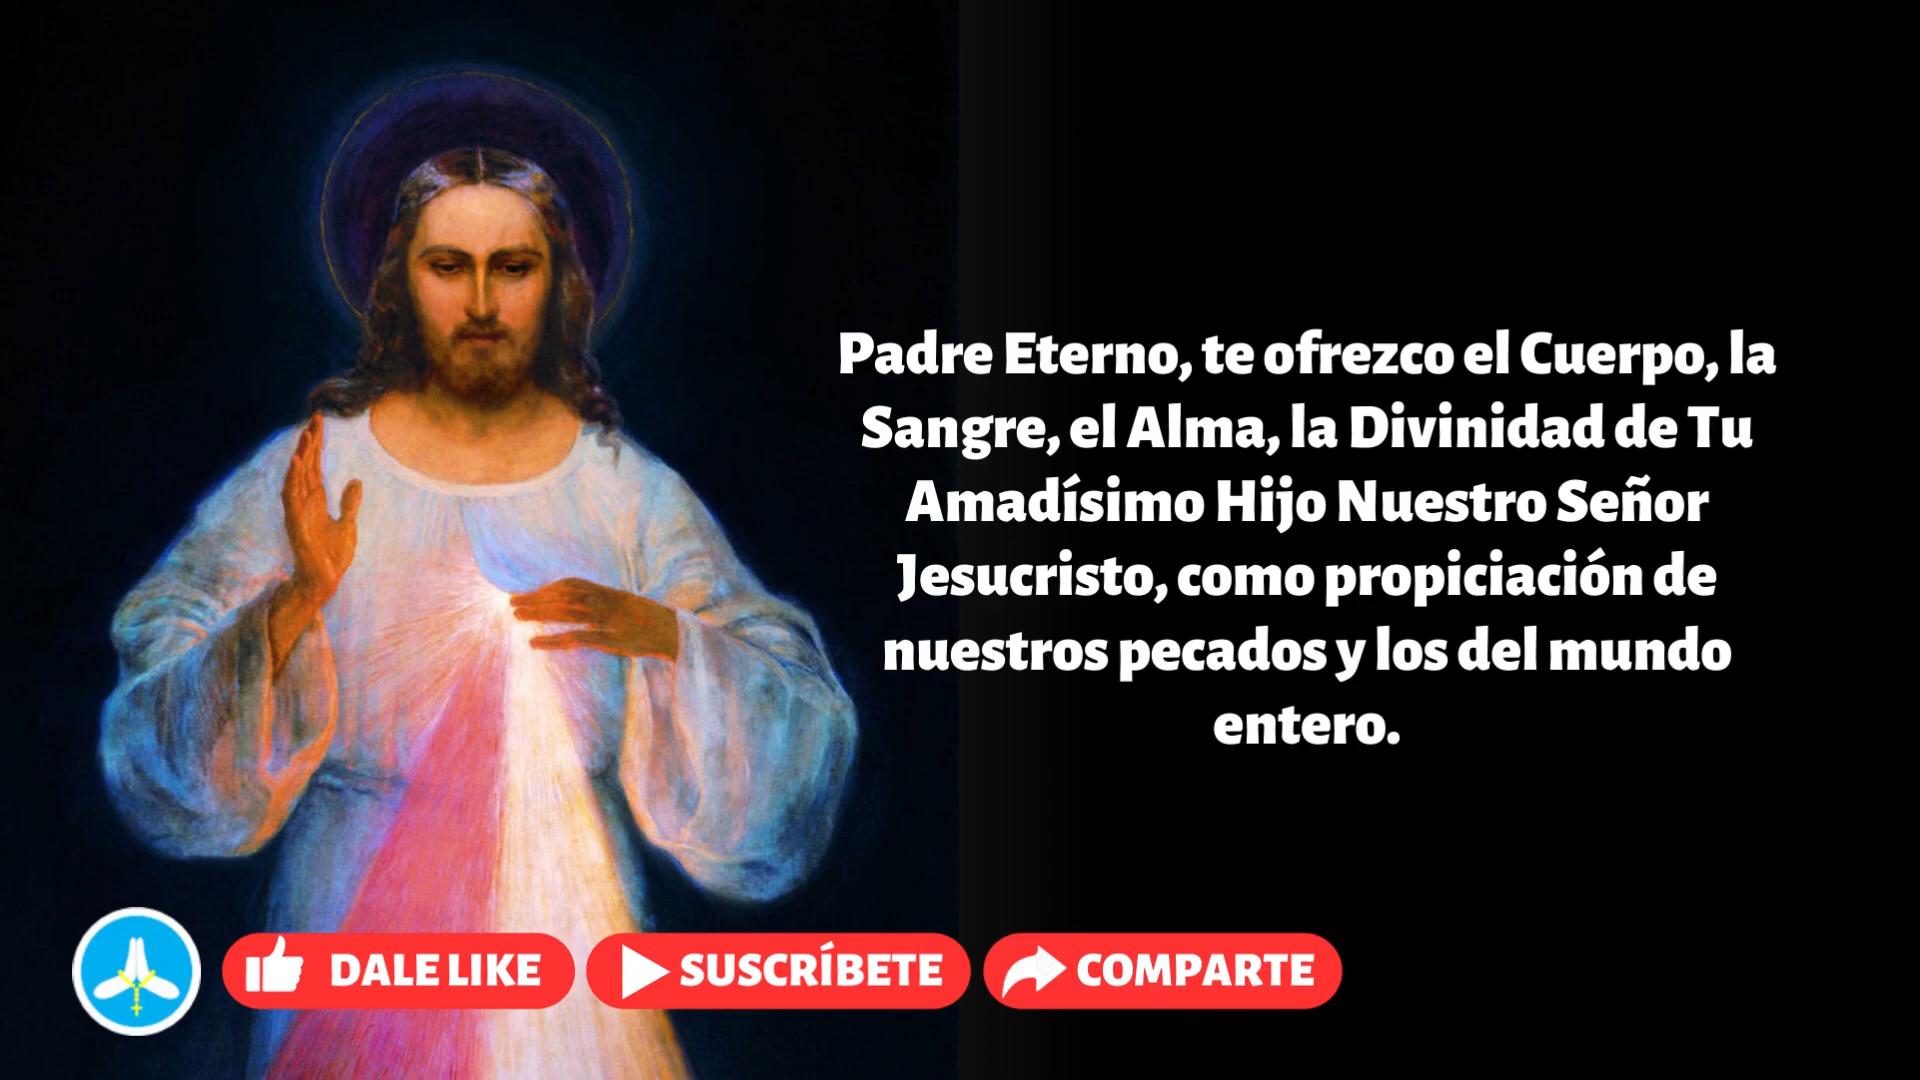 Padre Eterno, te ofrezco el Cuerpo, la
Sangre, el Alma, la Divinidad de Tu
Amadísimo Hijo Nuestro Señor
Jesucristo, como propiciación de
nuestros pecados y los del mundo
entero.
DALE LIKE
SUSCRÍBETE
COMPARTE